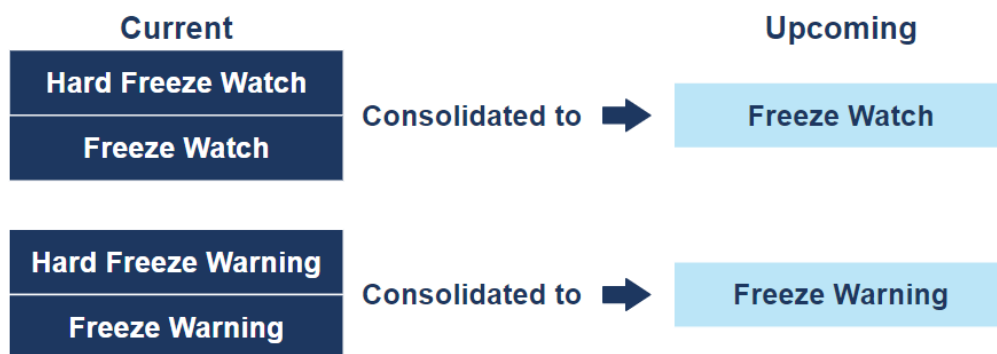 Current
Upcoming
Hard Freeze Watch
Freeze Watch
Consolidated to
Freeze Watch
Hard Freeze Warning
Freeze Warning
Consolidated to
Freeze Warning